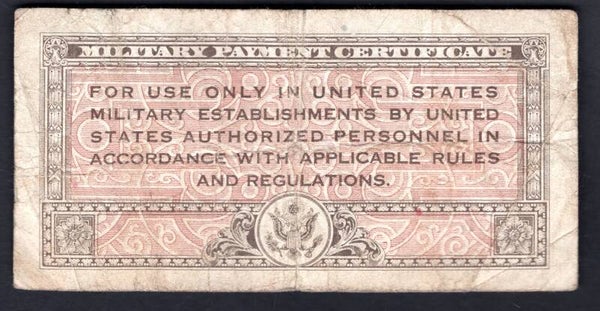 MILITARY PAYMENT CERTIFICATE
FOR USE ONLY IN UNITED STATES
MILITARY ESTABLISHMENTS BY UNITED
STATES AUTHORIZED PERSONNEL IN
ACCORDANCE WITH APPLICABLE RULES
AND REGULATIONS.